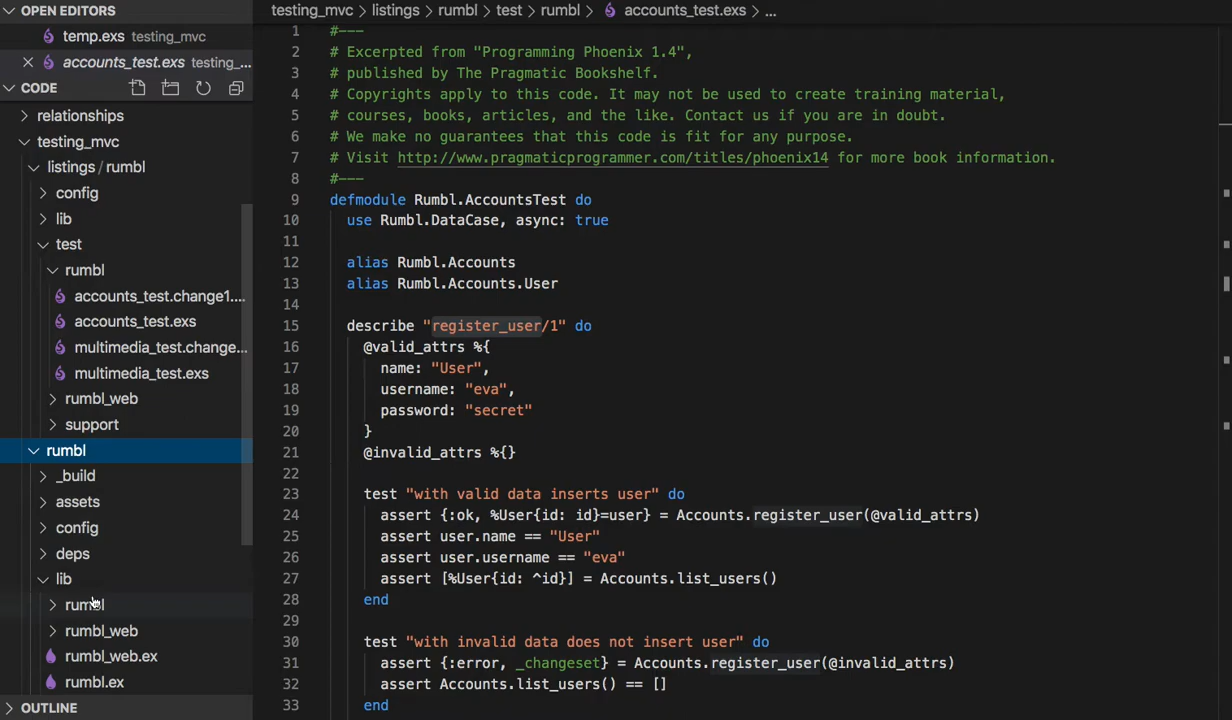 OPEN EDITORS
temp.exs testing_mvc
accounts_test.exs testing_...
CODE
relationships
testing_mvc
listings / rumbl
config
lib
test
rumbl
accounts_test.change1....
accounts_test.exs
multimedia_test.change...
multimedia_test.exs
rumbl_web
support
rumbl
_build
assets
config
deps
lib
rumbl
rumbl_web
rumbl_web.ex
rumbl.ex
OUTLINE
testing_mvc > listings > rumbl > test > rumbl > accounts_test.exs > ...
1 #---
2 # Excerpted from "Programming Phoenix 1.4",
3 # published by The Pragmatic Bookshelf.
4 # Copyrights apply to this code. It may not be used to create training material,
5 # courses, books, articles, and the like. Contact us if you are in doubt.
6 # We make no guarantees that this code is fit for any purpose.
7 # Visit http://www.pragmaticprogrammer.com/titles/phoenix14 for more book information.
8 #---
9 defmodule Rumbl.AccountsTest do
10 use Rumbl.DataCase, async: true
11
12 alias Rumbl.Accounts
13 alias Rumbl.Accounts.User
14
15 describe "register_user/1" do
16 @valid_attrs %{
17 name: "User",
18 username: "eva",
19 password: "secret"
20 }
21 @invalid_attrs %{}
22
23 test "with valid data inserts user" do
24 assert {:ok, %User{id: id}=user} = Accounts.register_user(@valid_attrs)
25 assert user.name == "User"
26 assert user.username == "eva"
27 assert [%User{id: ^id}] = Accounts.list_users()
28 end
29
30 test "with invalid data does not insert user" do
31 assert {:error, _changeset} = Accounts.register_user(@invalid_attrs)
32 assert Accounts.list_users() == []
33 end